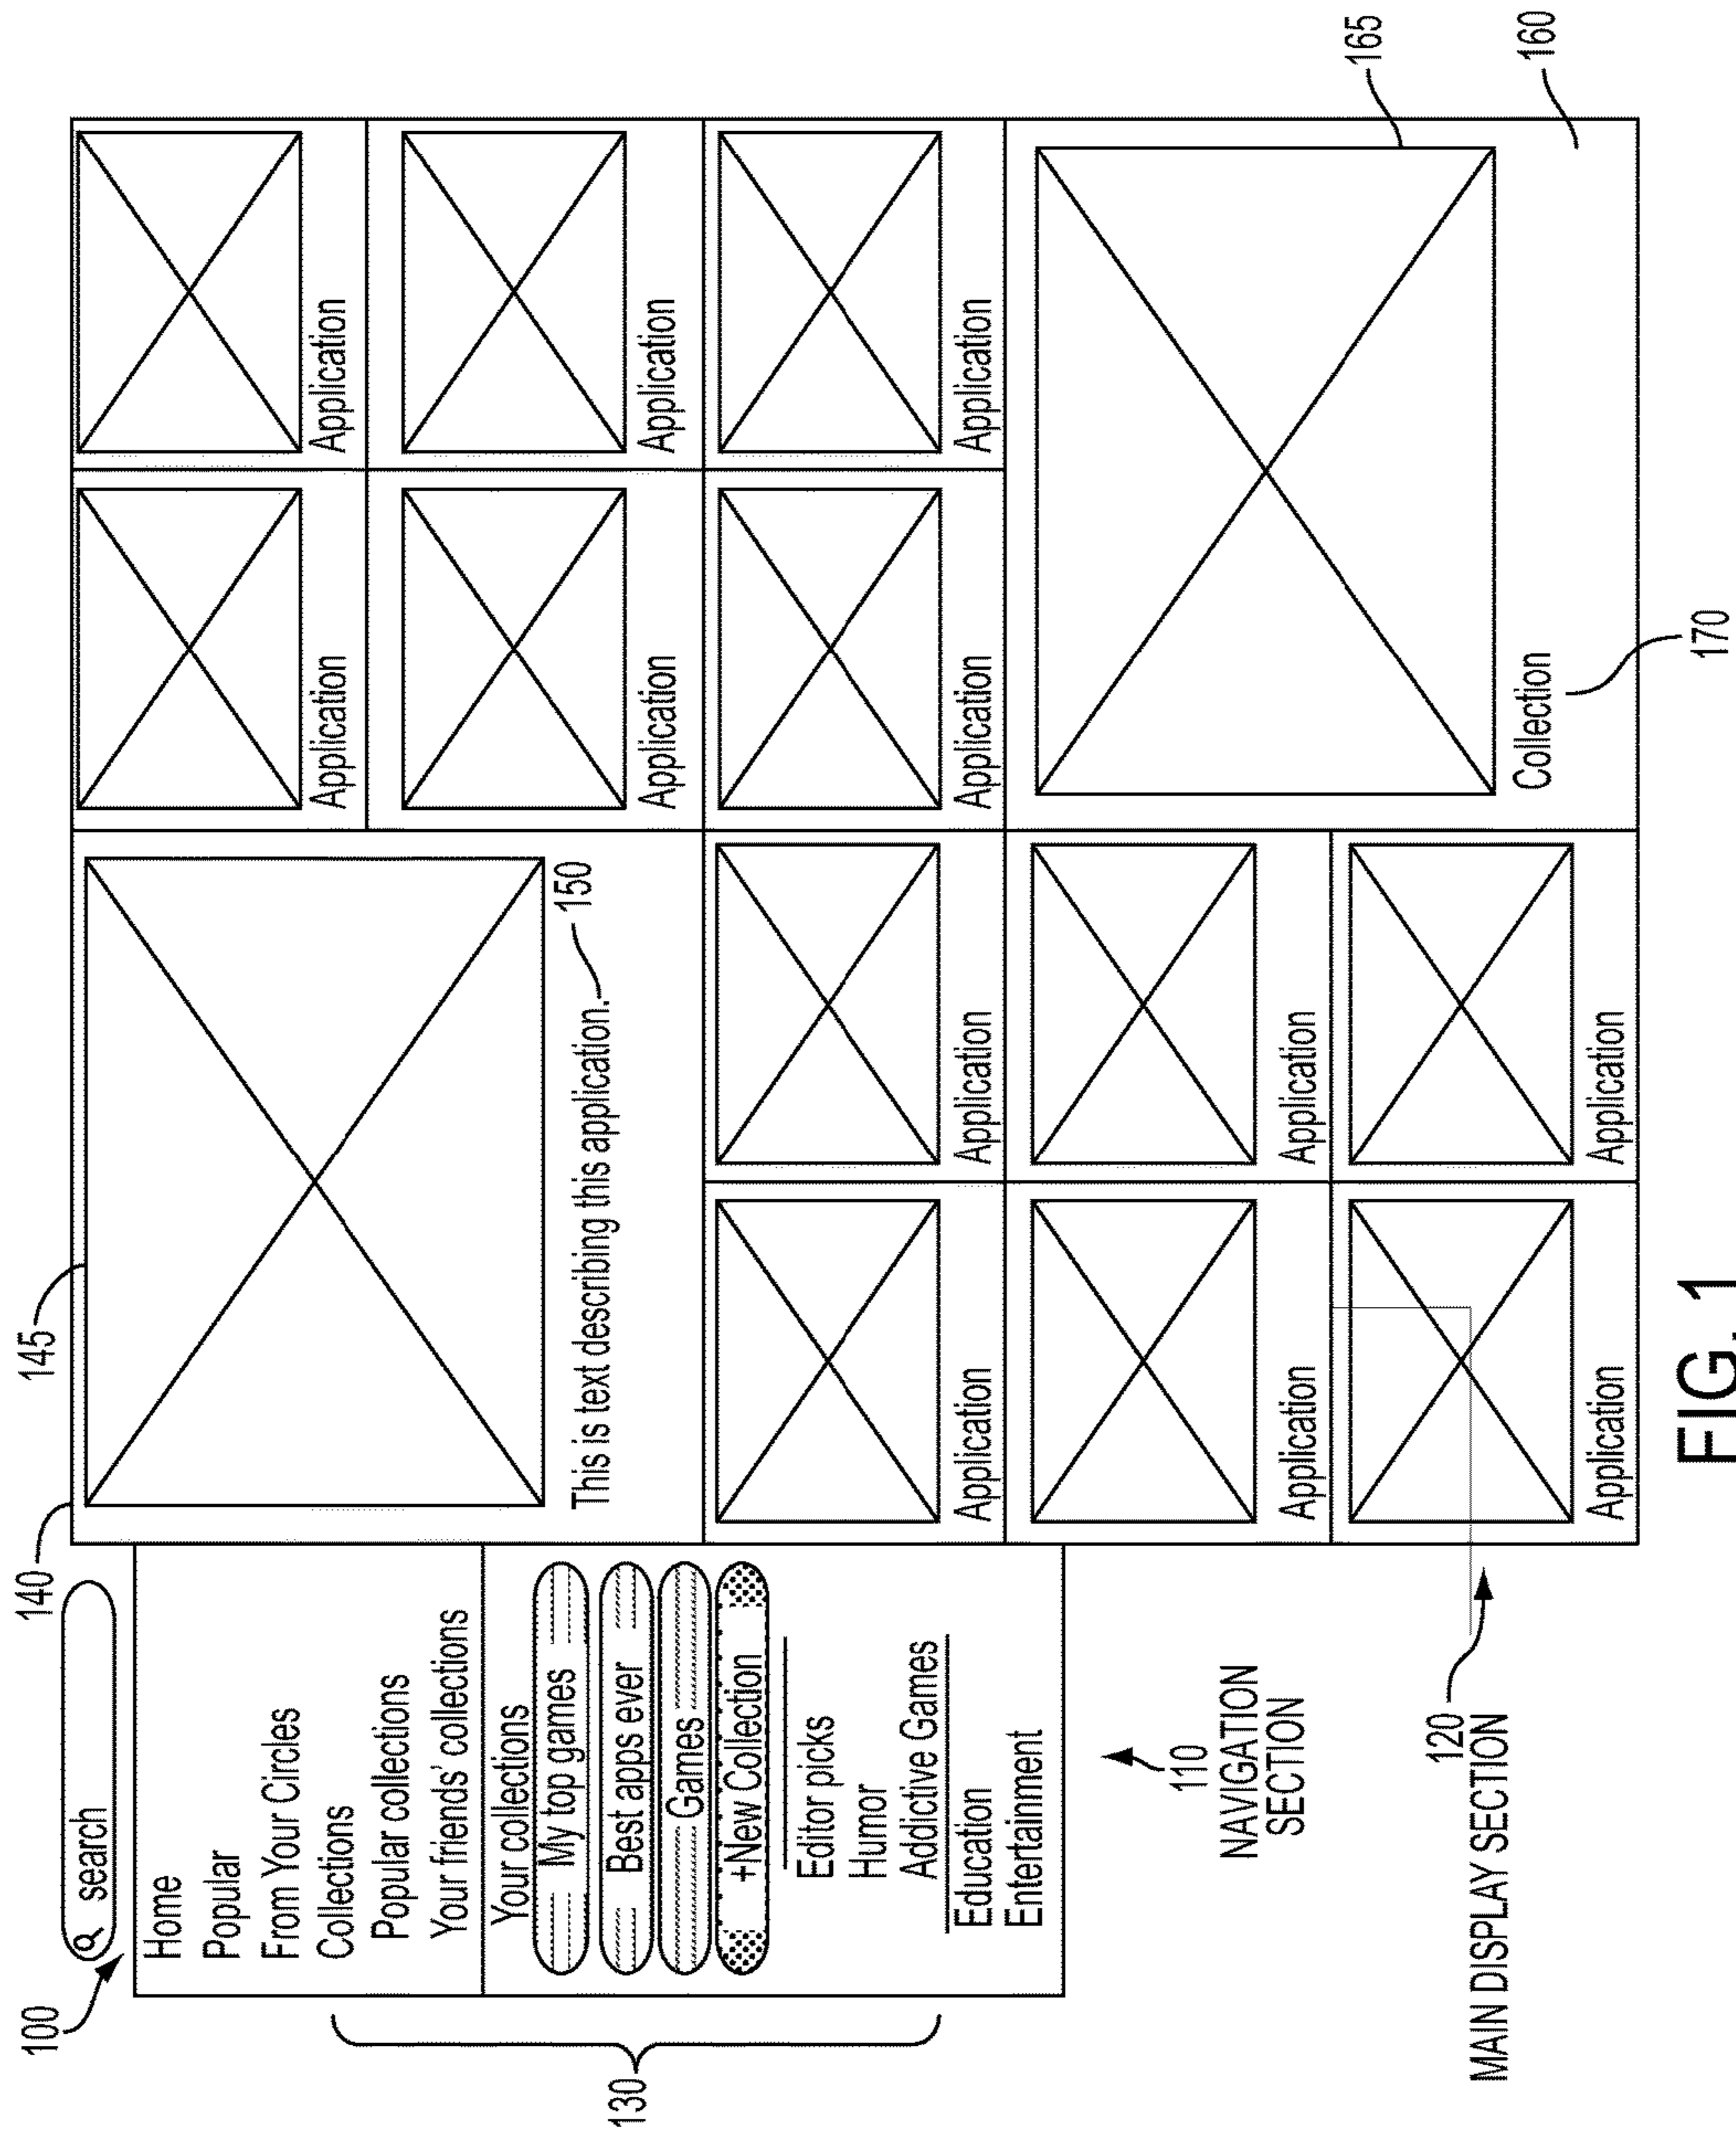 100
search
140
145
Home
Popular
From Your Circles
Collections
Popular collections
Your friends' collections
Your collections
My top games
Best apps ever
Games
+New Collection
Editor picks
Humor
Addictive Games
Education
Entertainment
130
110
NAVIGATION
SECTION
120
MAIN DISPLAY SECTION
This is text describing this application.
150
Application
Application
Application
Application
Application
Application
Application
Application
Application
Application
Application
Application
Collection
165
160
170
FIG. 1